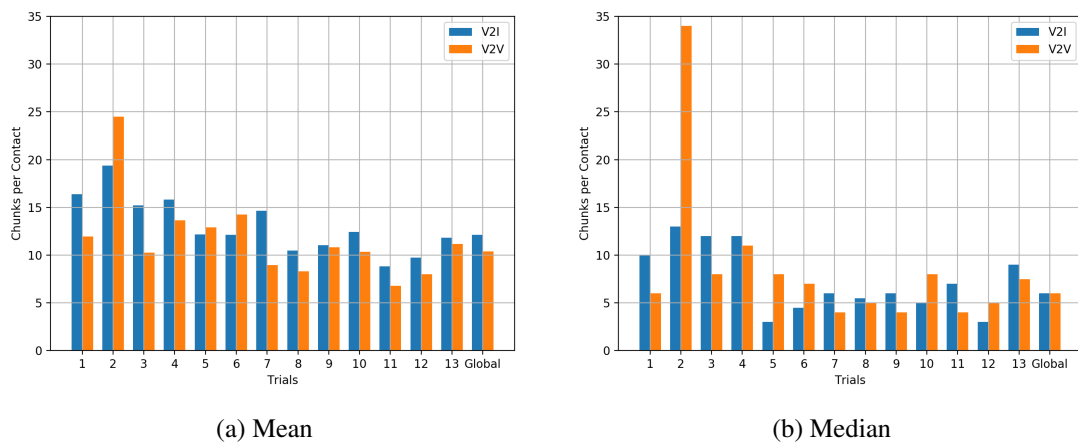 35
30
25
20
15
10
5
0
Chunks per Contact
V2I
V2V
1 2 3 4 5 6 7 8 9 10 11 12 13 Global
Trials
(a) Mean
35
30
25
20
15
10
5
0
Chunks per Contact
V2I
V2V
1 2 3 4 5 6 7 8 9 10 11 12 13 Global
Trials
(b) Median